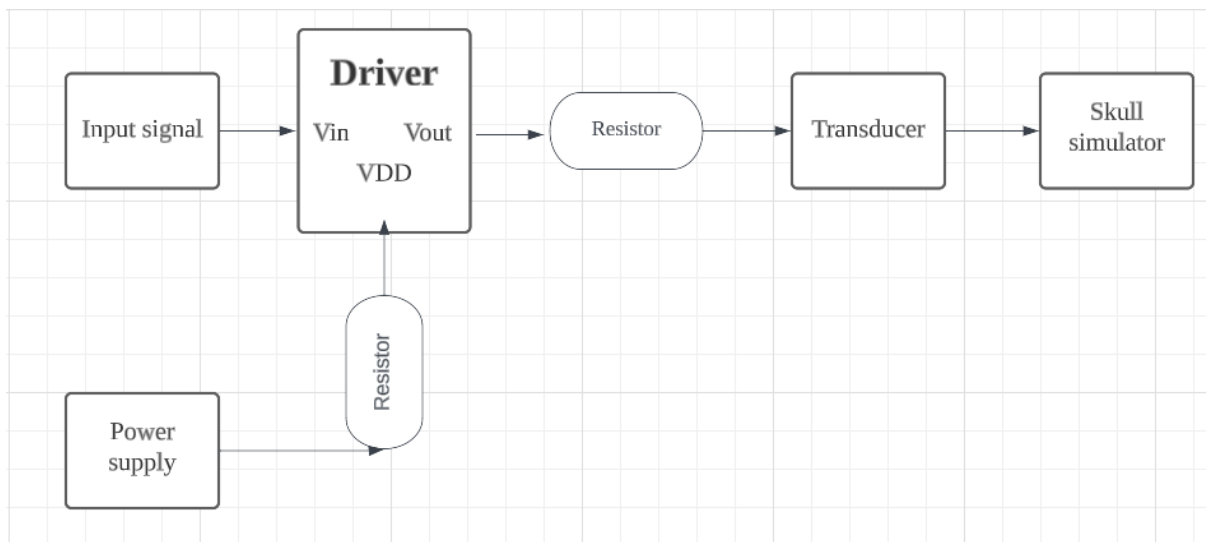 Driver
Input signal
Vin
Vout
VDD
Resistor
Transducer
Skull
simulator
Resistor
Power
supply